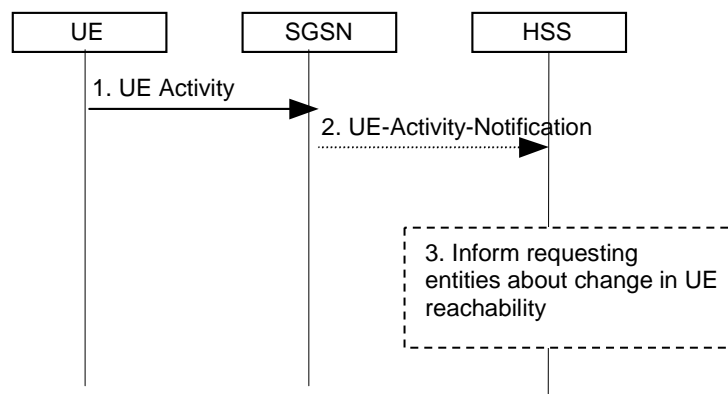 UE
SGSN
HSS
1. UE Activity
2. UE-Activity-Notification
3. Inform requesting
entities about change in UE
reachability